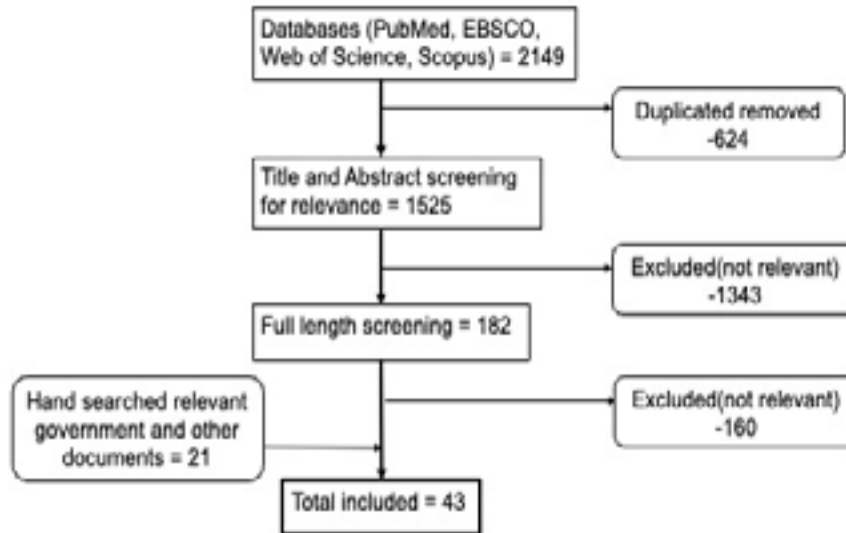 Databases (PubMed, EBSCO,
Web of Science, Scopus) = 2149
Duplicated removed
-624
Title and Abstract screening
for relevance = 1525
Excluded(not relevant)
-1343
Full length screening = 182
Hand searched relevant
government and other
documents = 21
Excluded(not relevant)
-160
Total included = 43